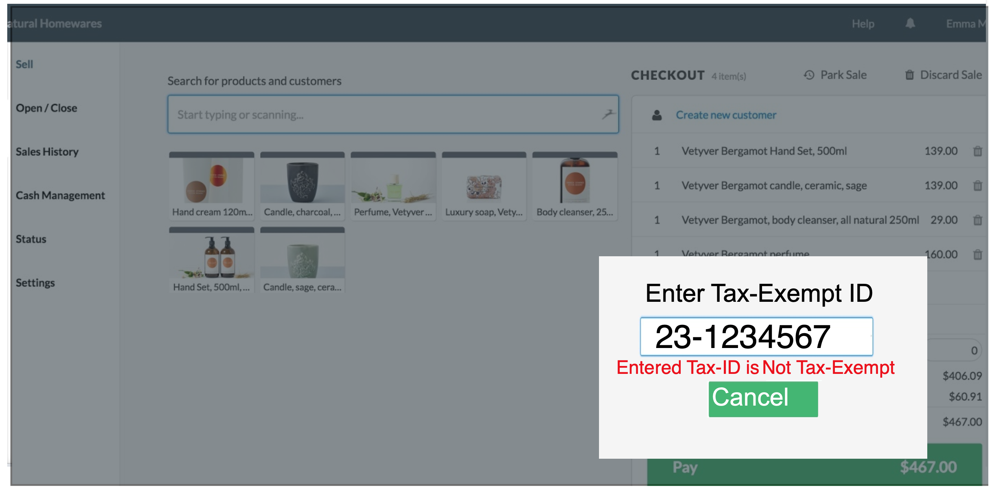 atural Homewares
Help
Emma M
Sell
Open / Close
Sales History
Cash Management
Status
Settings
Search for products and customers
Start typing or scanning...
Hand cream 120m...
Candle, charcoal, ...
Perfume, Vetyver ...
Luxury soap, Vety...
Body cleanser, 25...
Hand Set, 500ml, ...
Candle, sage, cera...
CHECKOUT 4 item(s)
Park Sale
Discard Sale
Create new customer
1 Vetyver Bergamot Hand Set, 500ml 139.00
1 Vetyver Bergamot candle, ceramic, sage 139.00
1 Vetyver Bergamot, body cleanser, all natural 250ml 29.00
1 Vetyver Bergamot perfume 160.00
Enter Tax-Exempt ID
23-1234567
Entered Tax-ID is Not Tax-Exempt
Cancel
0
$406.09
$60.91
$467.00
Pay $467.00